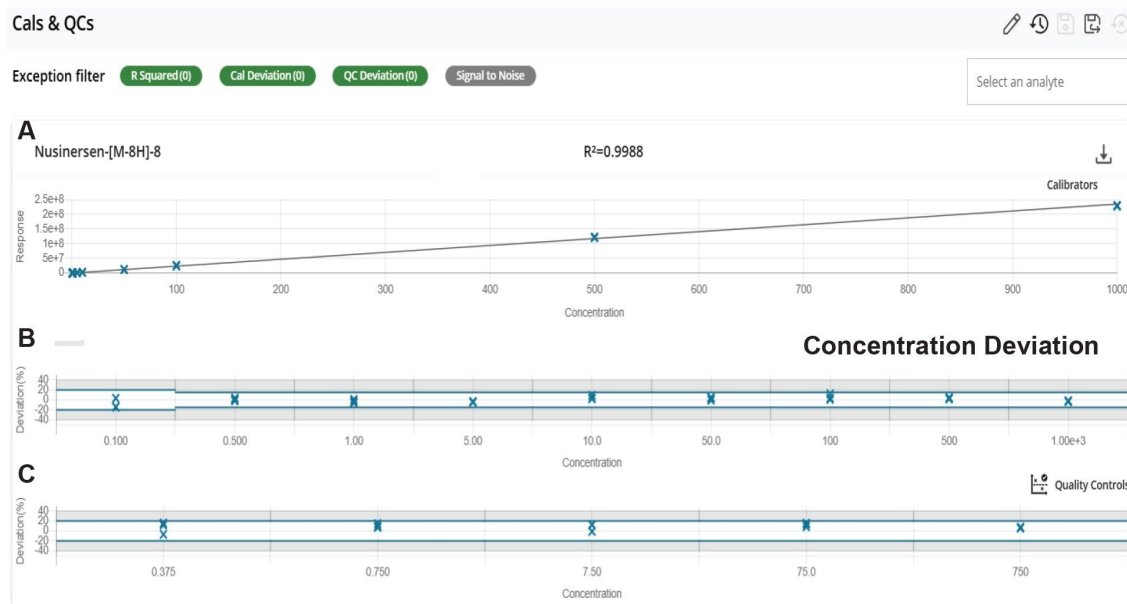 Cals & QCs
Exception filter R Squared(0) Cal Deviation(0) QC Deviation(0) Signal to Noise
Select an analyte
A
Nusinersen-[M-8H]-8 R²=0.9988
Calibrators
Response
2.5e+8
2e+8
1.5e+8
1e+8
5e+7
0
100 200 300 400 500 600 700 800 900 1000
Concentration
B
Concentration Deviation
Deviation(%)
40
20
0
-20
-40
0.100 0.500 1.00 5.00 10.0 50.0 100 500 1.00e+3
Concentration
C
Quality Controls
Deviation(%)
40
20
0
-20
-40
0.375 0.750 7.50 75.0 750
Concentration